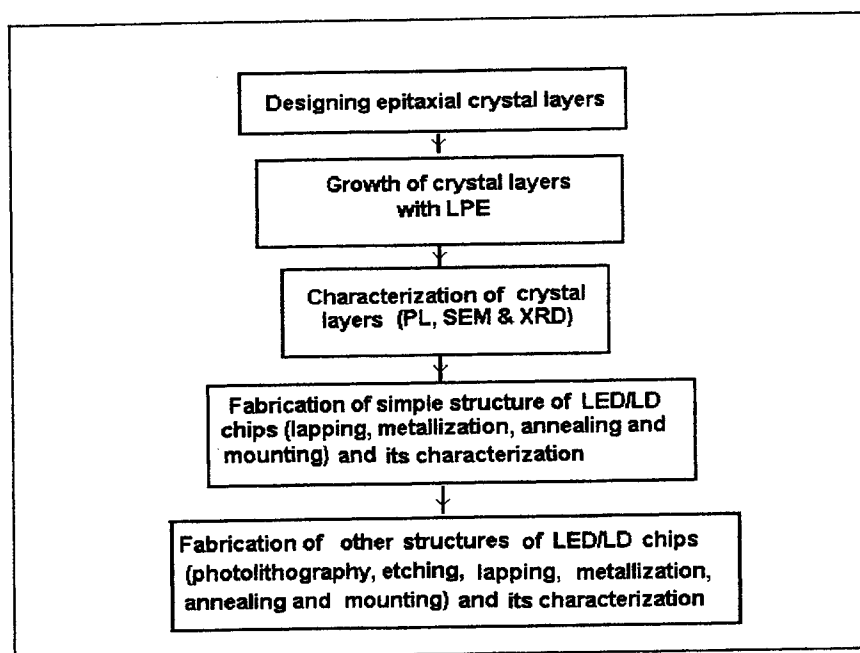 Designing epitaxial crystal layers
Growth of crystal layers
with LPE
Characterization of crystal
layers (PL, SEM & XRD)
Fabrication of simple structure of LED/LD
chips (lapping, metallization, annealing and
mounting) and its characterization
Fabrication of other structures of LED/LD chips
(photolithography, etching, lapping, metallization,
annealing and mounting) and its characterization